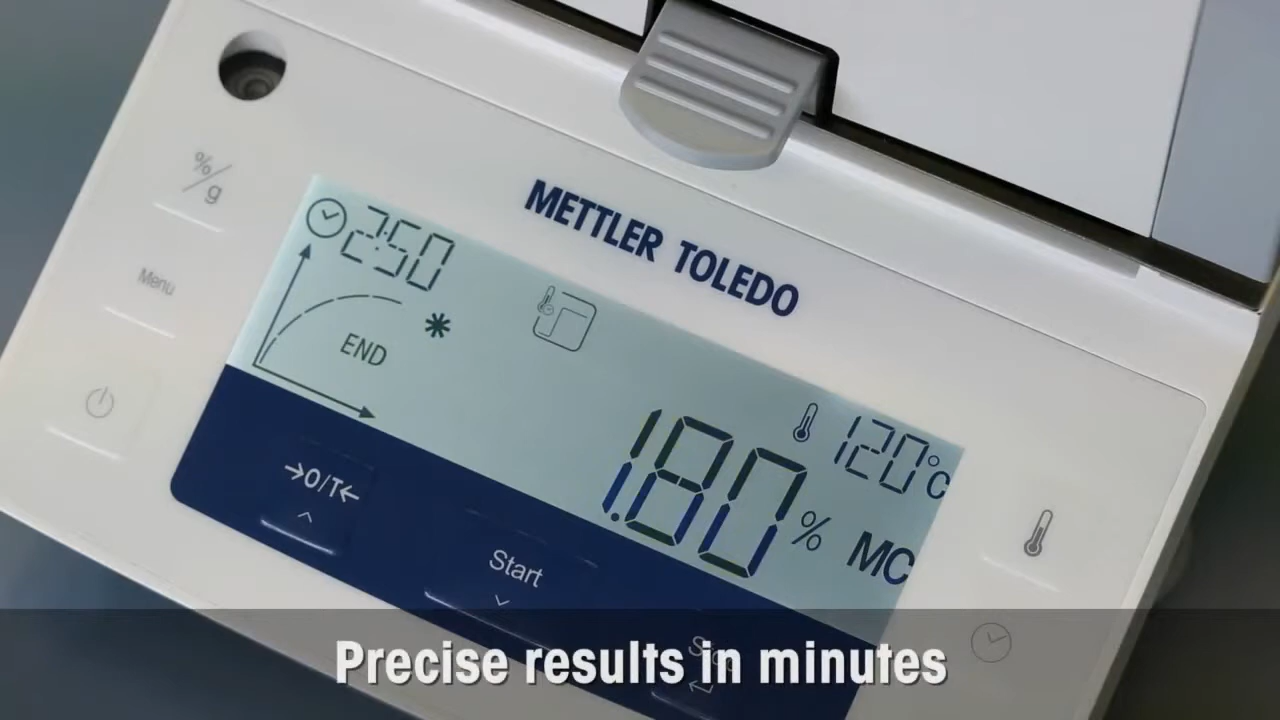 %/g
METTLER TOLEDO
2:50
Menu
END
120°C
1.80% MC
→0/T←
Start
Precise results in minutes